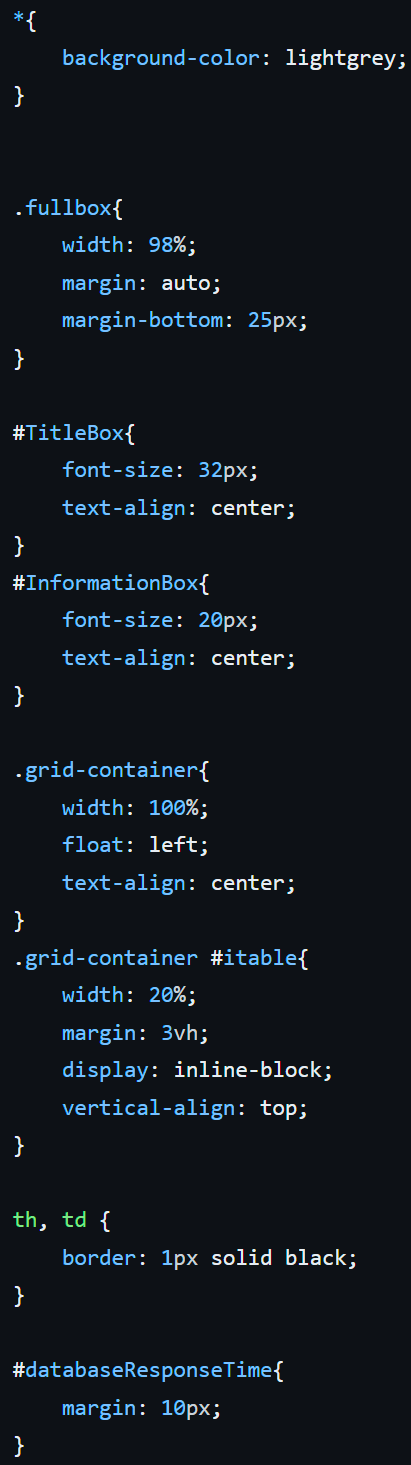 *{
    background-color: lightgrey;
}

.fullbox{
    width: 98%;
    margin: auto;
    margin-bottom: 25px;
}

#TitleBox{
    font-size: 32px;
    text-align: center;
}
#InformationBox{
    font-size: 20px;
    text-align: center;
}

.grid-container{
    width: 100%;
    float: left;
    text-align: center;
}
.grid-container #itable{
    width: 20%;
    margin: 3vh;
    display: inline-block;
    vertical-align: top;
}

th, td {
    border: 1px solid black;
}

#databaseResponseTime{
    margin: 10px;
}